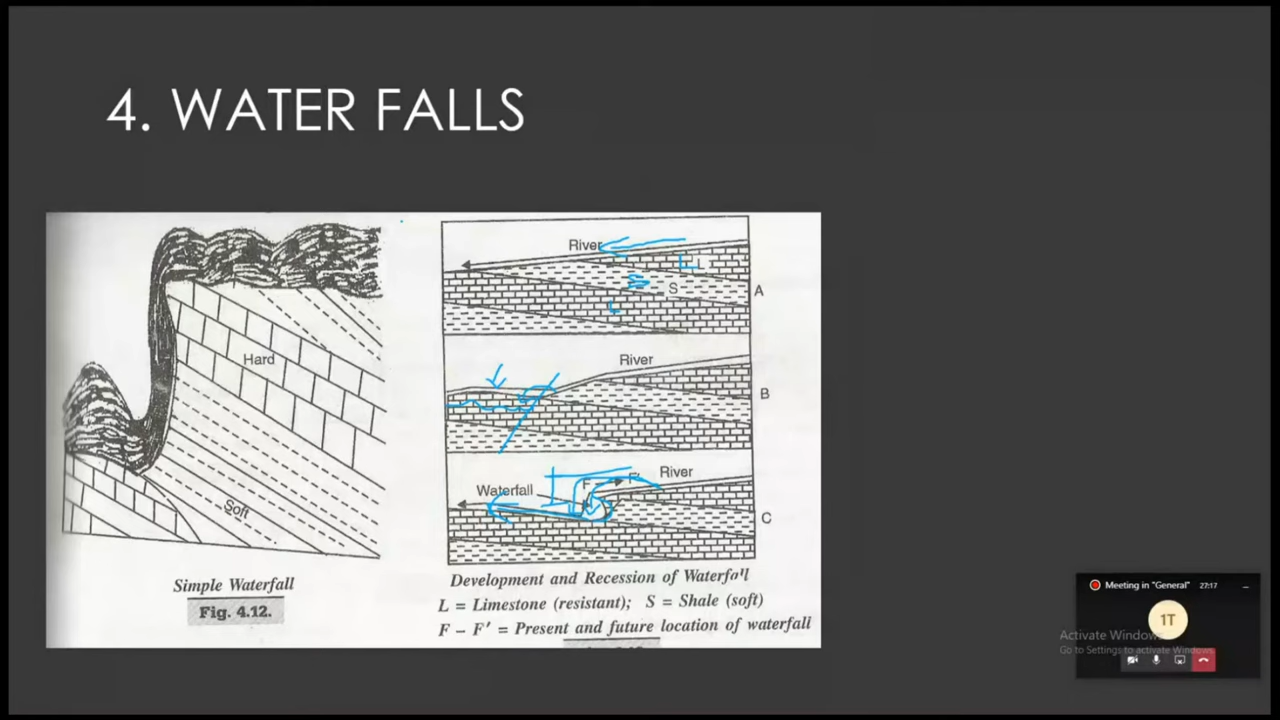 4. WATER FALLS
Hard
Soft
Simple Waterfall
Fig. 4.12.
River
L
L
S
S
L
A
River
B
River
Waterfall
F
F'
C
Development and Recession of Waterfall
L = Limestone (resistant); S = Shale (soft)
F – F' = Present and future location of waterfall
Meeting in "General" 27:17
1T
Activate Windows
Go to Settings to activate Windows.